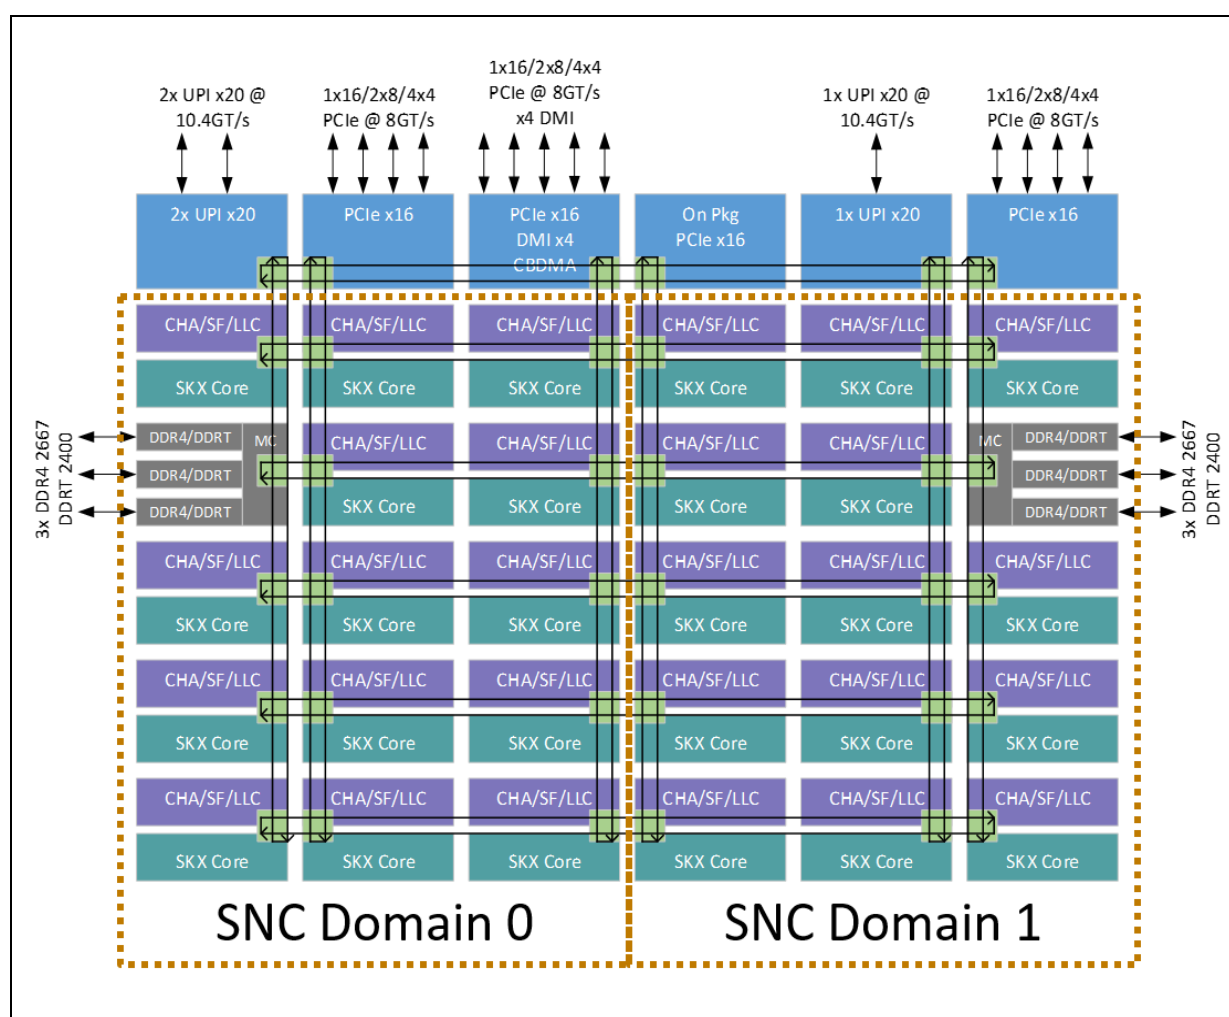 2x UPI x20 @
10.4GT/s
1x16/2x8/4x4
PCIe @ 8GT/s
1x16/2x8/4x4
PCIe @ 8GT/s
x4 DMI
1x UPI x20 @
10.4GT/s
1x16/2x8/4x4
PCIe @ 8GT/s
2x UPI x20
PCIe x16
PCIe x16
DMI x4
CBDMA
On Pkg
PCIe x16
1x UPI x20
PCIe x16
CHA/SF/LLC
CHA/SF/LLC
CHA/SF/LLC
CHA/SF/LLC
CHA/SF/LLC
CHA/SF/LLC
SKX Core
SKX Core
SKX Core
SKX Core
SKX Core
SKX Core
3x DDR4 2667
DDRT 2400
DDR4/DDRT
DDR4/DDRT
DDR4/DDRT
MC
CHA/SF/LLC
CHA/SF/LLC
CHA/SF/LLC
CHA/SF/LLC
SKX Core
SKX Core
SKX Core
SKX Core
MC
DDR4/DDRT
DDR4/DDRT
DDR4/DDRT
3x DDR4 2667
DDRT 2400
CHA/SF/LLC
CHA/SF/LLC
CHA/SF/LLC
CHA/SF/LLC
CHA/SF/LLC
CHA/SF/LLC
SKX Core
SKX Core
SKX Core
SKX Core
SKX Core
SKX Core
CHA/SF/LLC
CHA/SF/LLC
CHA/SF/LLC
CHA/SF/LLC
CHA/SF/LLC
CHA/SF/LLC
SKX Core
SKX Core
SKX Core
SKX Core
SKX Core
SKX Core
CHA/SF/LLC
CHA/SF/LLC
CHA/SF/LLC
CHA/SF/LLC
CHA/SF/LLC
CHA/SF/LLC
SKX Core
SKX Core
SKX Core
SKX Core
SKX Core
SKX Core
SNC Domain 0
SNC Domain 1